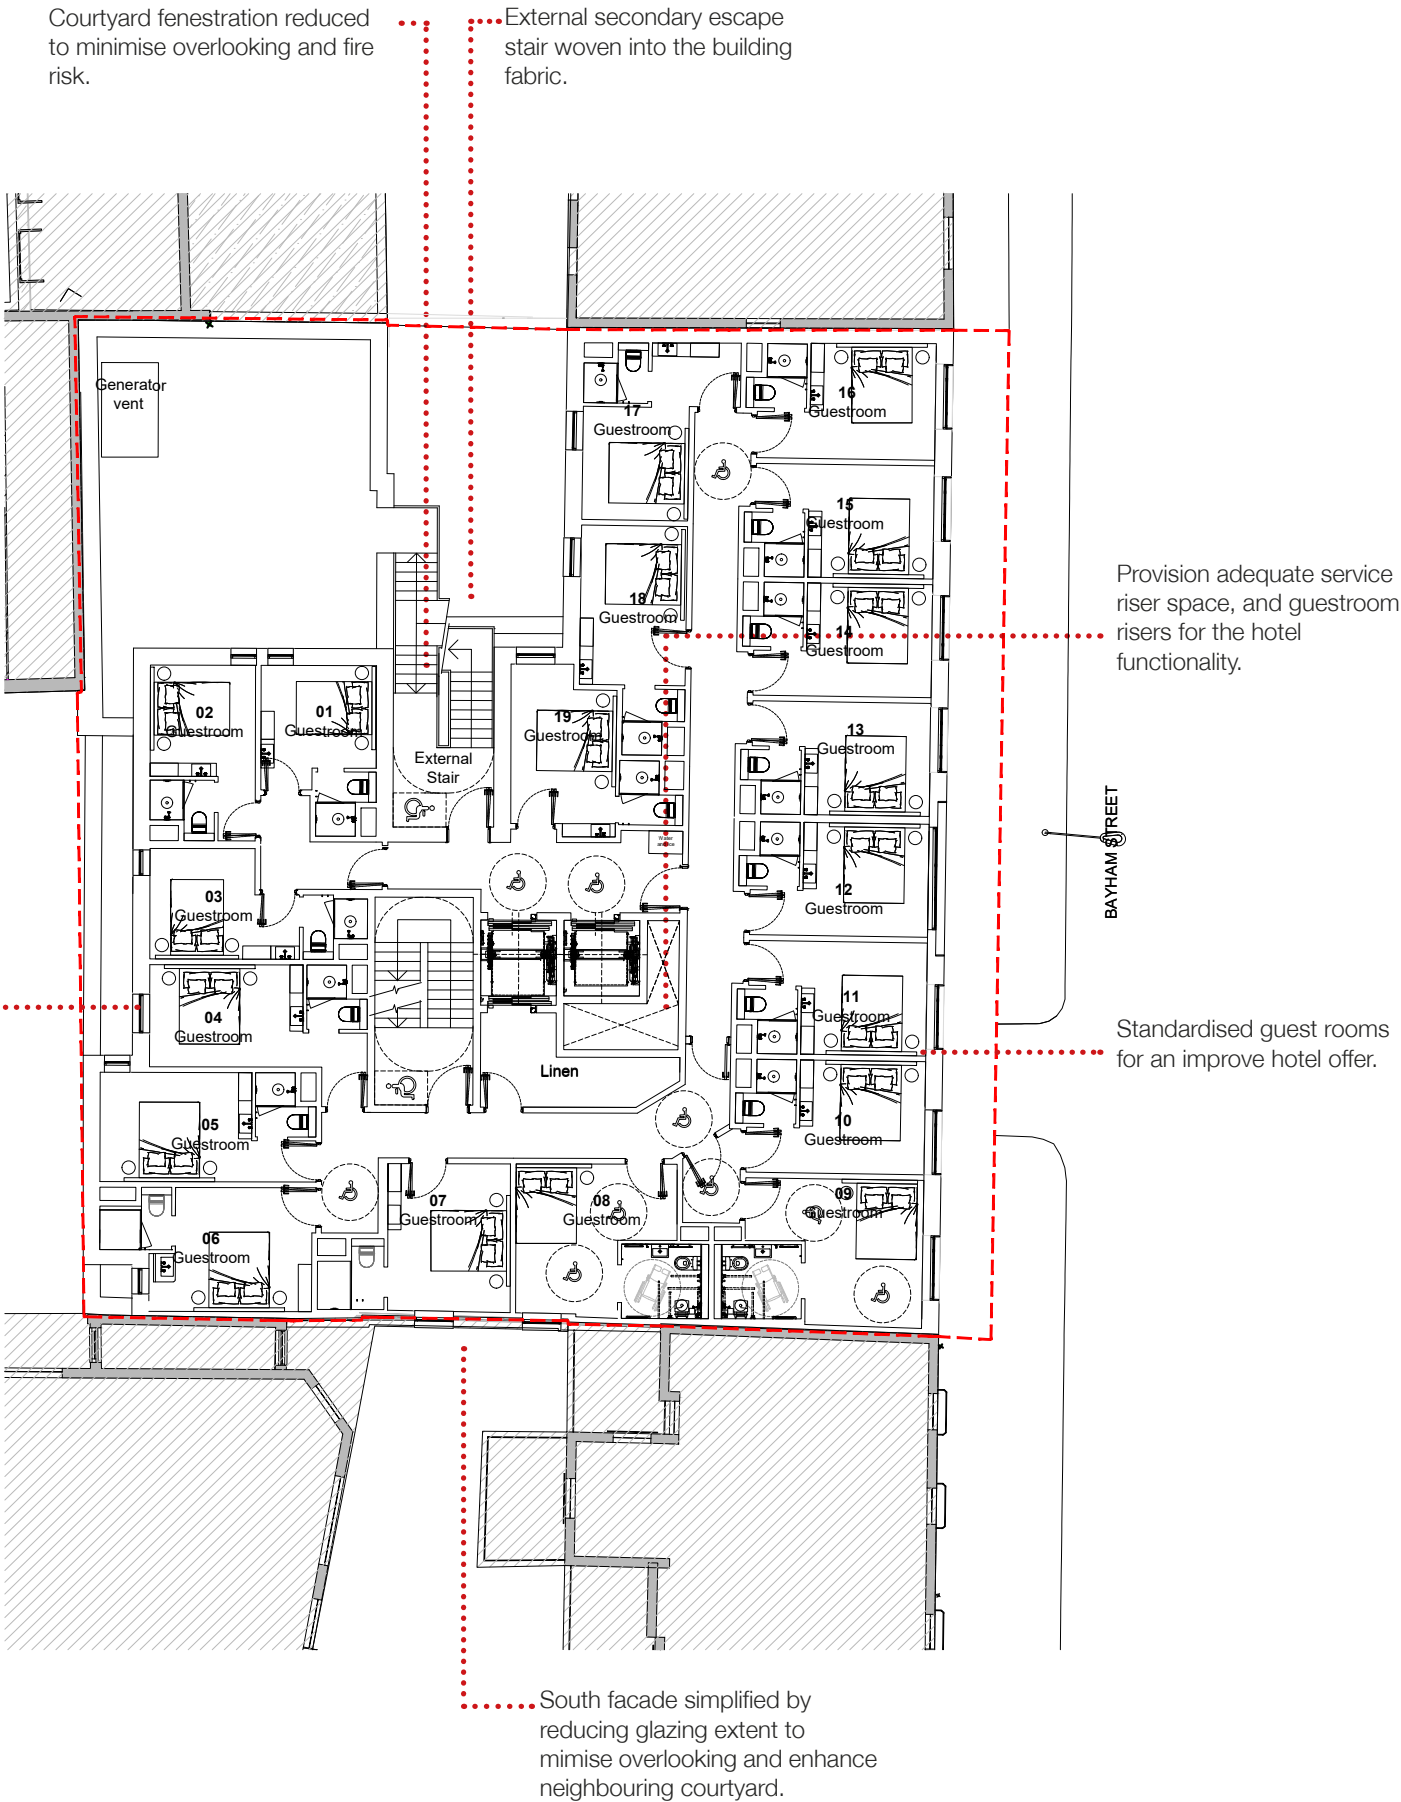 Courtyard fenestration reduced
to minimise overlooking and fire
risk.
External secondary escape
stair woven into the building
fabric.
Generator
vent
17
Guestroom
16
Guestroom
15
Guestroom
18
Guestroom
14
Guestroom
Provision adequate service
riser space, and guestroom
risers for the hotel
functionality.
02
Guestroom
01
Guestroom
19
Guestroom
13
Guestroom
External
Stair
BAYHAM STREET
Water
03
Guestroom
12
Guestroom
04
Guestroom
11
Guestroom
Standardised guest rooms
for an improve hotel offer.
Linen
05
Guestroom
10
Guestroom
07
Guestroom
08
Guestroom
09
Guestroom
06
Guestroom
South facade simplified by
reducing glazing extent to
mimise overlooking and enhance
neighbouring courtyard.